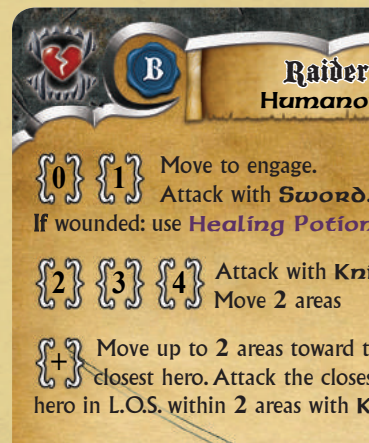 B
Raider
Humano
{0} {1} Move to engage.
Attack with Sword.
If wounded: use Healing Potion
{2} {3} {4} Attack with Kni
Move 2 areas
{+} Move up to 2 areas toward t
closest hero. Attack the closes
hero in L.O.S. within 2 areas with K